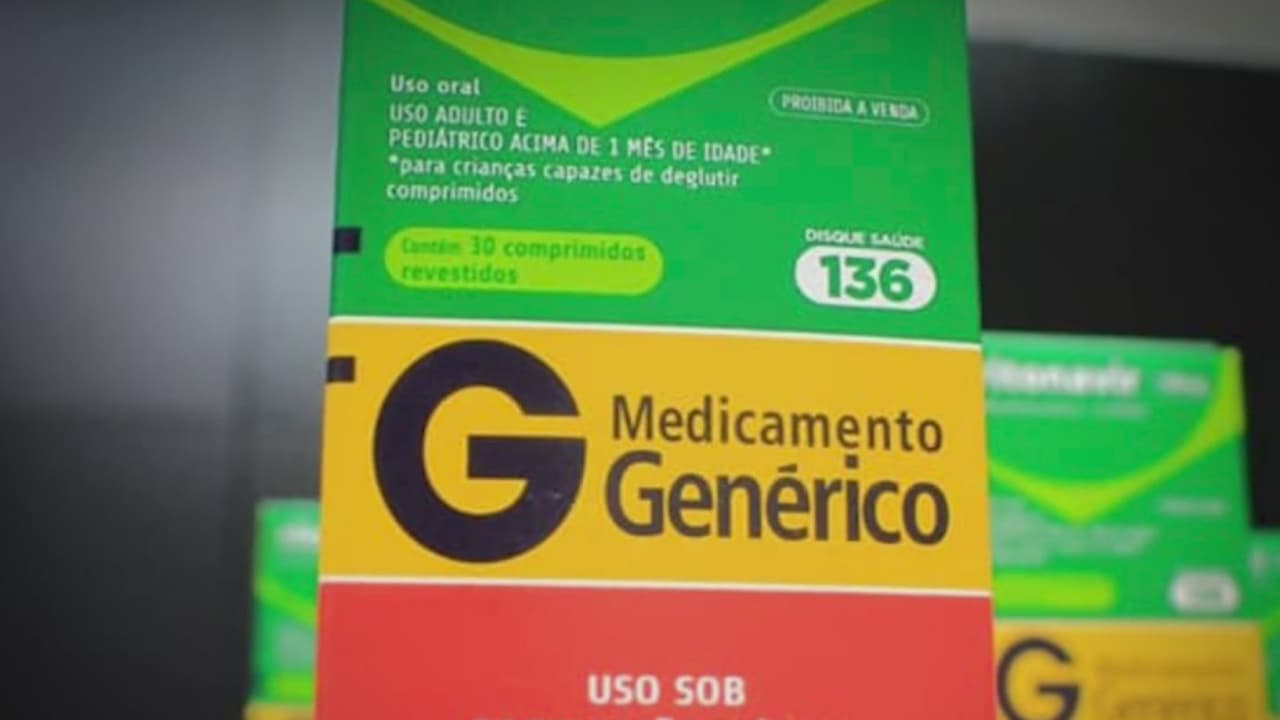 Uso oral
USO ADULTO E
PEDIÁTRICO ACIMA DE 1 MÊS DE IDADE*
*para crianças capazes de deglutir
comprimidos
PROIBIDA A VENDA
Contém 30 comprimidos
revestidos
DISQUE SAÚDE
136
G Medicamento
Genérico
USO SOB
136
G